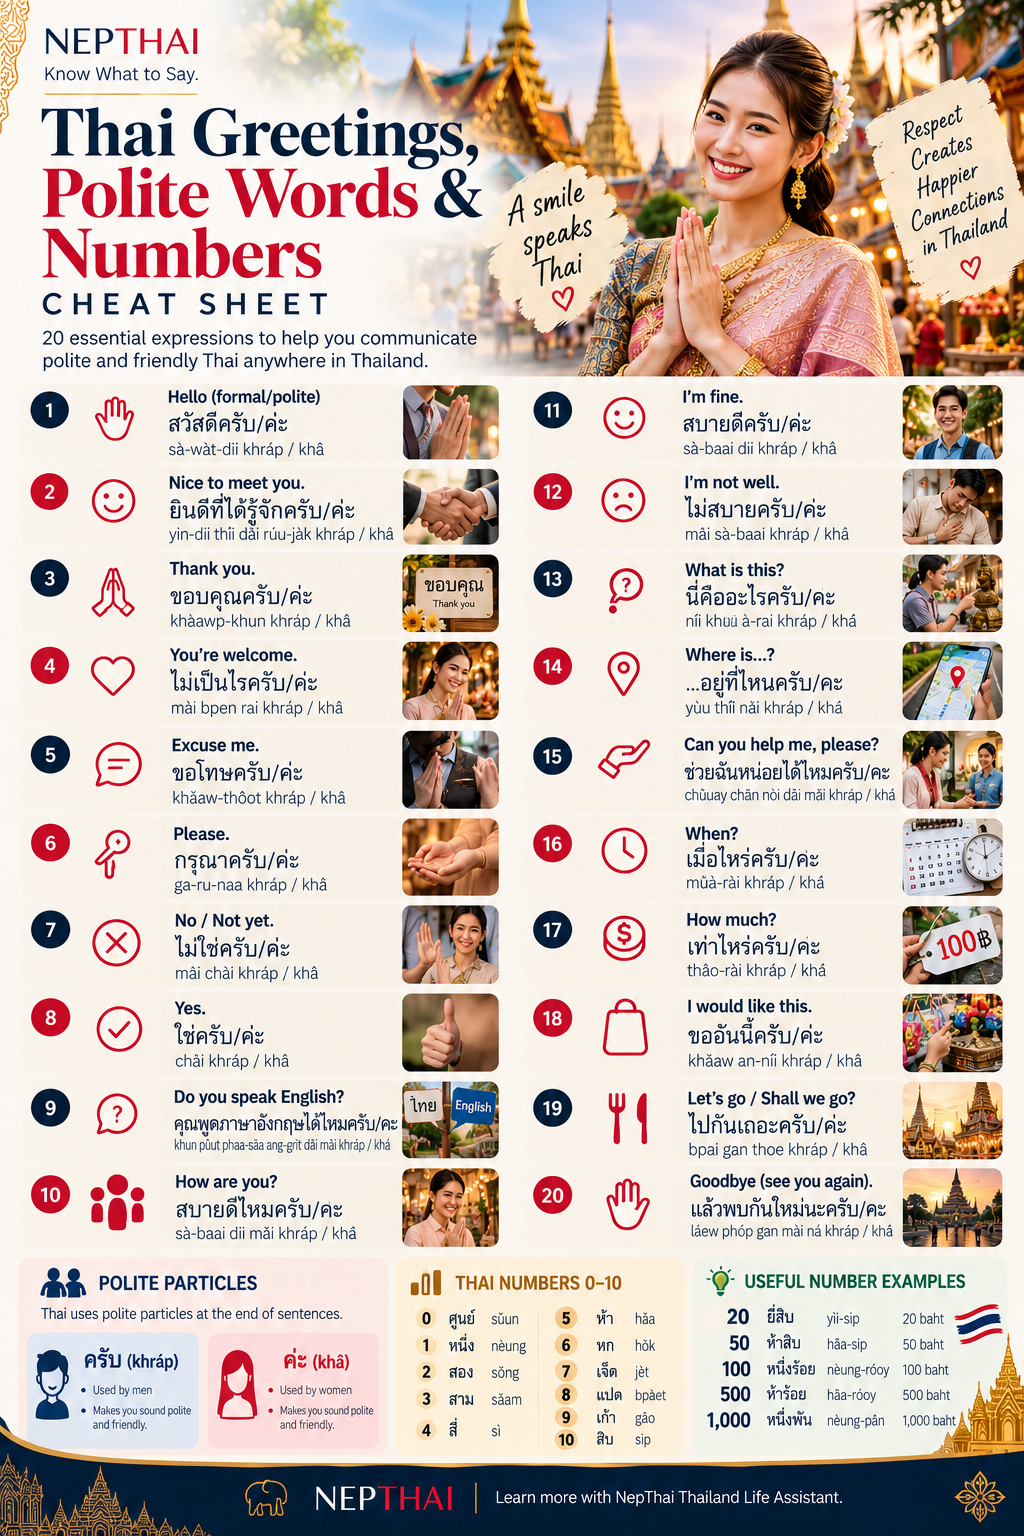 NEPTHAI
Know What to Say.
Thai Greetings,
Polite Words &
Numbers
CHEAT SHEET
20 essential expressions to help you communicate
polite and friendly Thai anywhere in Thailand.
A smile
speaks
Thai
Respect
Creates
Happier
Connections
in Thailand
1
Hello (formal/polite)
สวัสดีครับ/ค่ะ
sà-wàt-dii khráp / khâ
2
Nice to meet you.
ยินดีที่ได้รู้จักครับ/ค่ะ
yin-dii thîi dâi rúu-jàk khráp / khâ
3
Thank you.
ขอบคุณครับ/ค่ะ
khàawp-khun khráp / khâ
ขอบคุณ
Thank you
4
You're welcome.
ไม่เป็นไรครับ/ค่ะ
mài bpen rai khráp / khâ
5
Excuse me.
ขอโทษครับ/ค่ะ
khǎaw-thôot khráp / khâ
6
Please.
กรุณาครับ/ค่ะ
ga-ru-naa khráp / khâ
7
No / Not yet.
ไม่ใช่ครับ/ค่ะ
mâi châi khráp / khâ
8
Yes.
ใช่ครับ/ค่ะ
châi khráp / khâ
9
Do you speak English?
คุณพูดภาษาอังกฤษได้ไหมครับ/คะ
khun pûut phaa-sǎa ang-grìt dâi mài khráp / khá
ไทย
English
10
How are you?
สบายดีไหมครับ/คะ
sà-baai dii mǎi khráp / khâ
11
I'm fine.
สบายดีครับ/ค่ะ
sà-baai dii khráp / khâ
12
I'm not well.
ไม่สบายครับ/ค่ะ
mâi sà-baai khráp / khâ
13
What is this?
นี่คืออะไรครับ/คะ
níi khuu à-rai khráp / khá
14
Where is...?
...อยู่ที่ไหนครับ/คะ
yùu thîi nǎi khráp / khá
15
Can you help me, please?
ช่วยฉันหน่อยได้ไหมครับ/คะ
chûuay chǎn nòi dâi mǎi khráp / khá
16
When?
เมื่อไหร่ครับ/คะ
mûà-rài khráp / khá
17
How much?
เท่าไหร่ครับ/คะ
thâo-rài khráp / khá
100฿
18
I would like this.
ขออันนี้ครับ/ค่ะ
khǎaw an-níi khráp / khâ
19
Let's go / Shall we go?
ไปกันเถอะครับ/ค่ะ
bpai gan thoe khráp / khâ
20
Goodbye (see you again).
แล้วพบกันใหม่นะครับ/คะ
láew phóp gan mài ná khráp / khâ
POLITE PARTICLES
Thai uses polite particles at the end of sentences.
ครับ (khráp)
• Used by men
• Makes you sound polite
and friendly.
ค่ะ (khâ)
• Used by women
• Makes you sound polite
and friendly.
THAI NUMBERS 0–10
0 ศูนย์ sǔun
1 หนึ่ง nèung
2 สอง sǒng
3 สาม sǎam
4 สี่ sì
5 ห้า hǎa
6 หก hǒk
7 เจ็ด jèt
8 แปด bpàet
9 เก้า gâo
10 สิบ sip
USEFUL NUMBER EXAMPLES
20 ยี่สิบ yìi-sip 20 baht
50 ห้าสิบ hâa-sip 50 baht
100 หนึ่งร้อย nèung-róoy 100 baht
500 ห้าร้อย hâa-róoy 500 baht
1,000 หนึ่งพัน nèung-pân 1,000 baht
NEPTHAI
Learn more with NepThai Thailand Life Assistant.